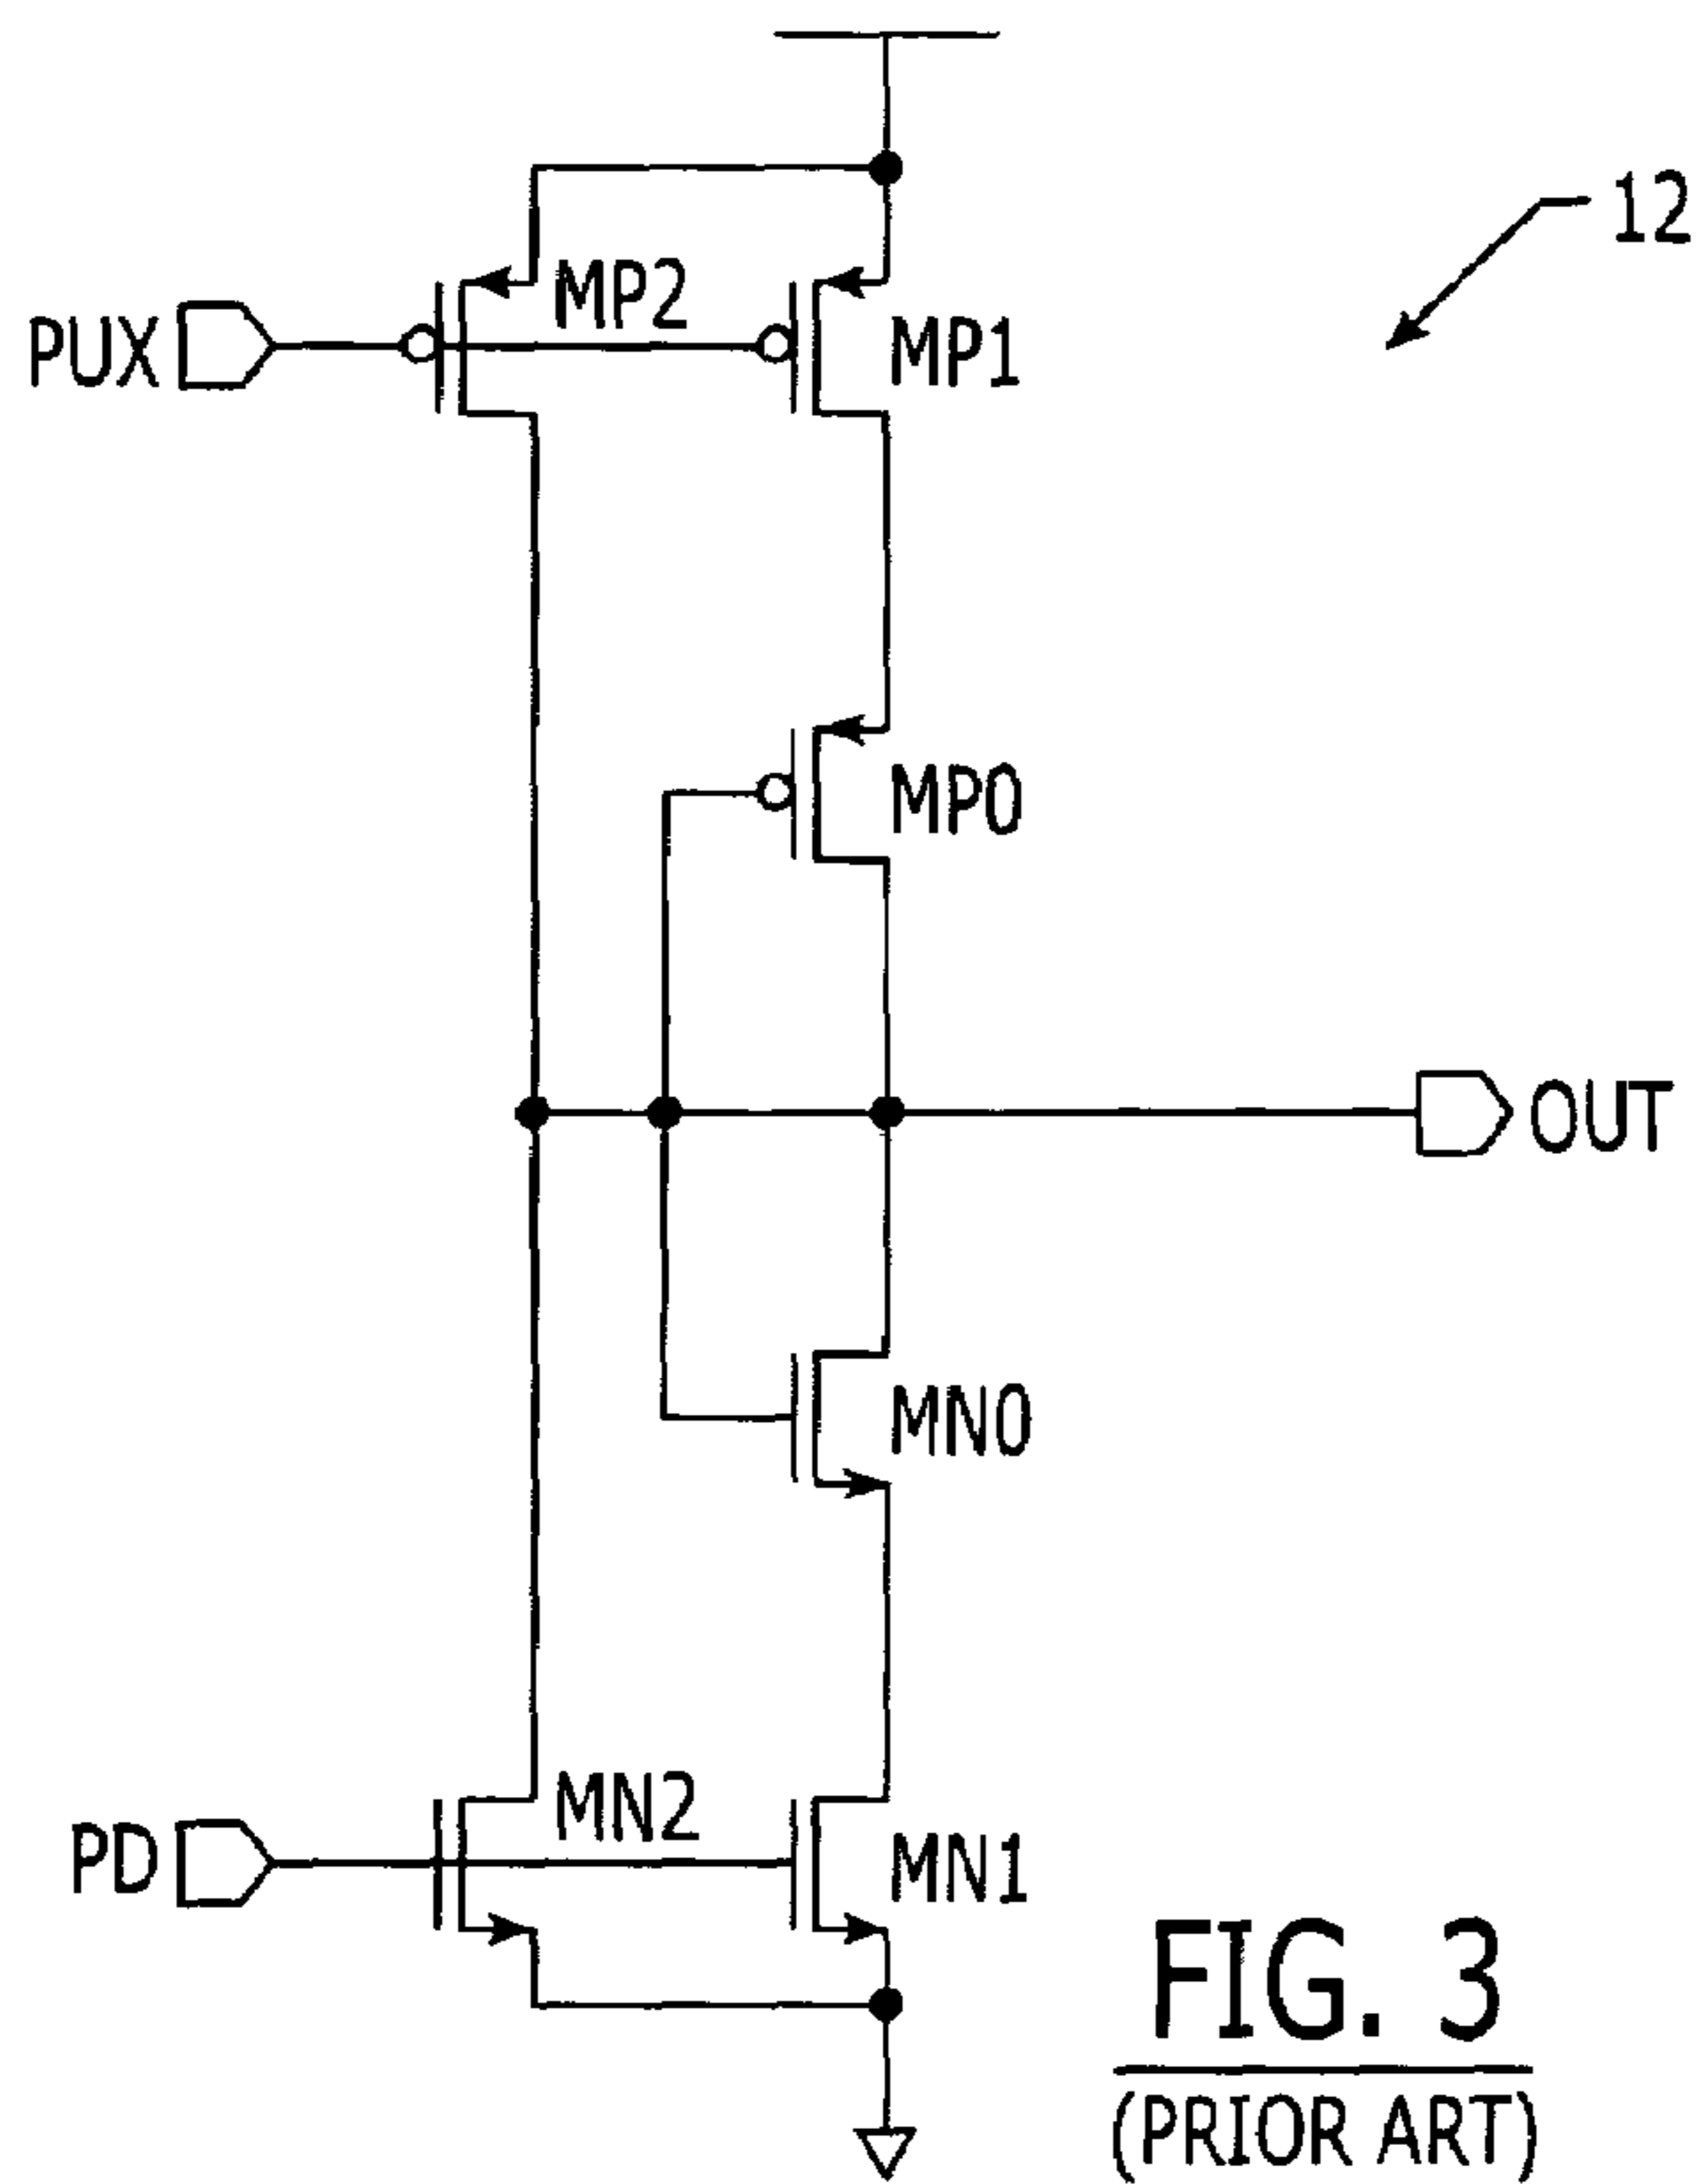 12
MP2
PUX
MP1
MP0
OUT
MN0
MN2
PD
MN1
FIG. 3
(PRIOR ART)